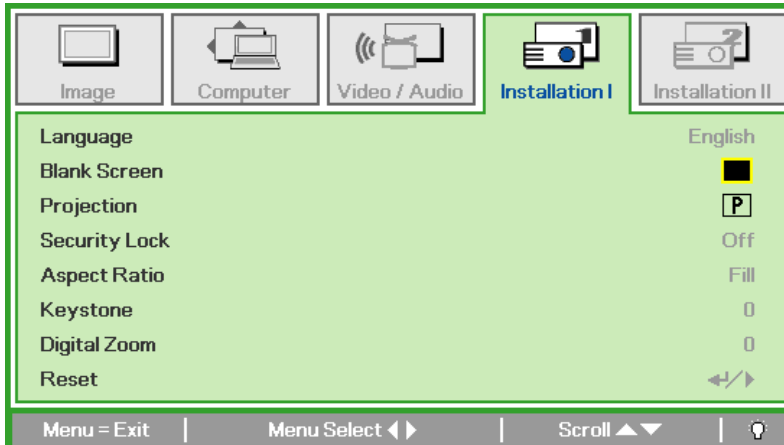 Image Computer Video / Audio Installation I Installation II
Language English
Blank Screen
Projection P
Security Lock Off
Aspect Ratio Fill
Keystone 0
Digital Zoom 0
Reset
Menu = Exit Menu Select Scroll